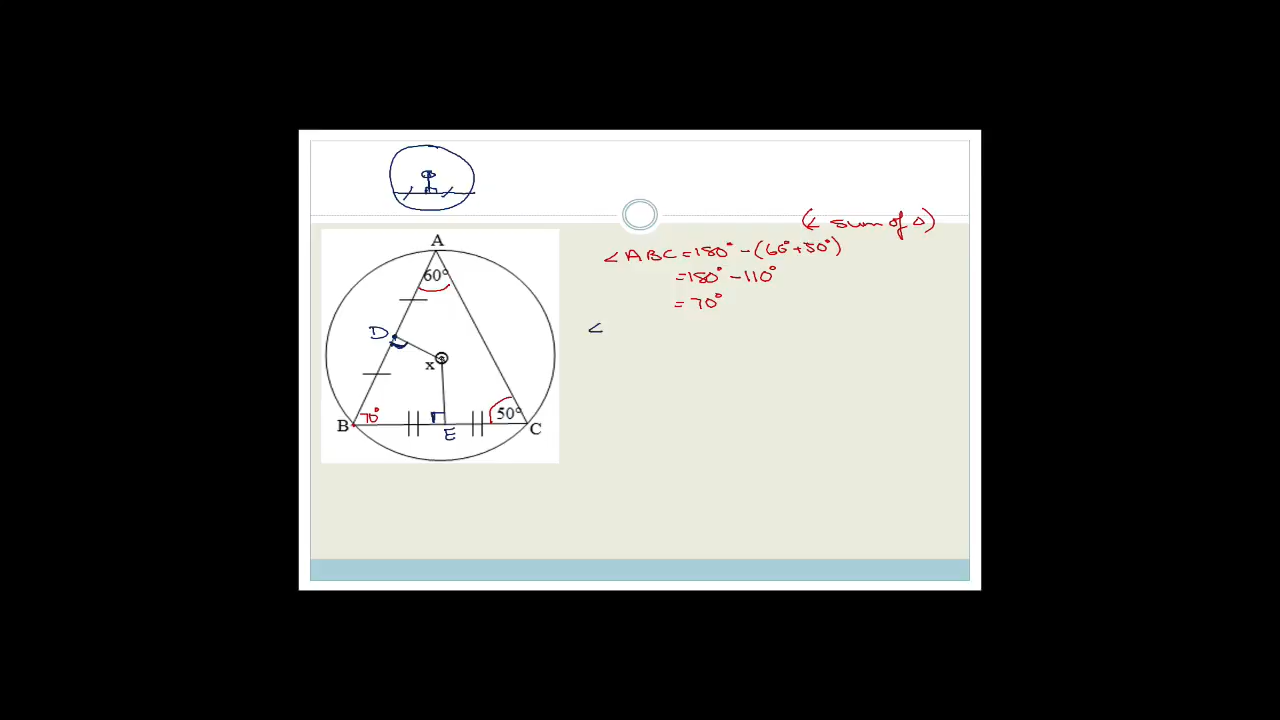 (∠ sum of Δ)
∠ABC = 180° - (60° + 50°)
= 180° - 110°
= 70°
∠
A
60°
D
x
70°
50°
B
E
C